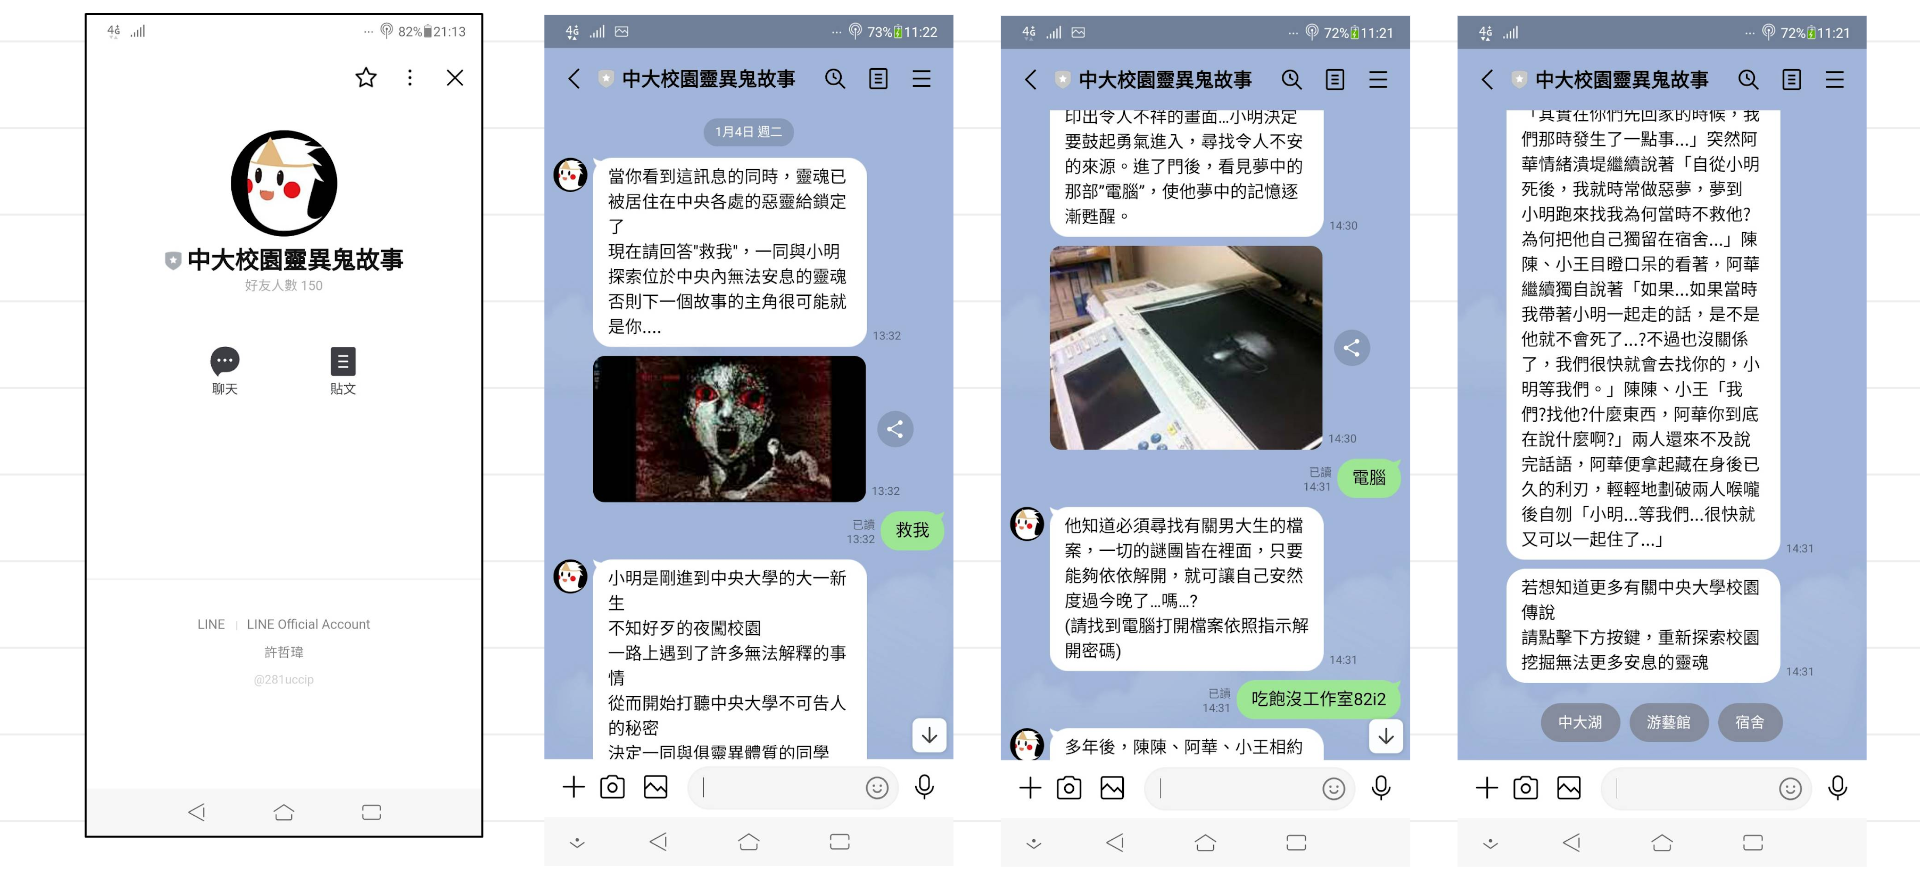 4G 82% 21:13
中大校園靈異鬼故事
好友人數 150
聊天
貼文
LINE | LINE Official Account
許哲瑋
@281uccip
4G 73% 11:22
中大校園靈異鬼故事
1月4日 週二
當你看到這訊息的同時，靈魂已
被居住在中央各處的惡靈給鎖定
了
現在請回答"救我"，一同與小明
探索位於中央內無法安息的靈魂
否則下一個故事的主角很可能就
是你....
13:32
13:32
已讀
13:32
救我
小明是剛進到中央大學的大一新
生
不知好歹的夜闖校園
一路上遇到了許多無法解釋的事
情
從而開始打聽中央大學不可告人
的秘密
決定一同與俱靈異體質的同學
4G 72% 11:21
中大校園靈異鬼故事
印出令人不祥的畫面...小明決定
要鼓起勇氣進入，尋找令人不安
的來源。進了門後，看見夢中的
那部"電腦"，使他夢中的記憶逐
漸甦醒。
14:30
14:30
已讀
14:31
電腦
他知道必須尋找有關男大生的檔
案，一切的謎團皆在裡面，只要
能夠依依解開，就可讓自己安然
度過今晚了...嗎...?
(請找到電腦打開檔案依照指示解
開密碼)
14:31
已讀
14:31
吃飽沒工作室82i2
多年後，陳陳、阿華、小王相約
4G 72% 11:21
中大校園靈異鬼故事
「其實在你們先回家的時候，我
們那時發生了一點事...」突然阿
華情緒潰堤繼續說著「自從小明
死後，我就時常做惡夢，夢到
小明跑來找我為何當時不救他?
為何把他自己獨留在宿舍...」陳
陳、小王目瞪口呆的看著，阿華
繼續獨自說著「如果...如果當時
我帶著小明一起走的話，是不是
他就不會死了...?不過也沒關係
了，我們很快就會去找你的，小
明等我們。」陳陳、小王「我
們?找他?什麼東西，阿華你到底
在說什麼啊?」兩人還來不及說
完話語，阿華便拿起藏在身後已
久的利刃，輕輕地劃破兩人喉嚨
後自刎「小明...等我們...很快就
又可以一起住了...」
14:31
若想知道更多有關中央大學校園
傳說
請點擊下方按鍵，重新探索校園
挖掘無法更多安息的靈魂
14:31
中大湖
游藝館
宿舍